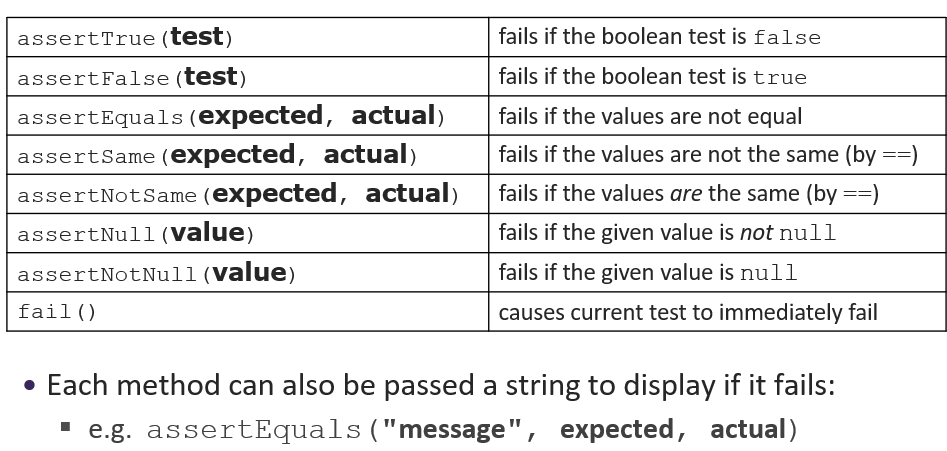 assertTrue(test) fails if the boolean test is false
assertFalse(test) fails if the boolean test is true
assertEquals(expected, actual) fails if the values are not equal
assertSame(expected, actual) fails if the values are not the same (by ==)
assertNotSame(expected, actual) fails if the values are the same (by ==)
assertNull(value) fails if the given value is not null
assertNotNull(value) fails if the given value is null
fail() causes current test to immediately fail
• Each method can also be passed a string to display if it fails:
▪ e.g. assertEquals("message", expected, actual)